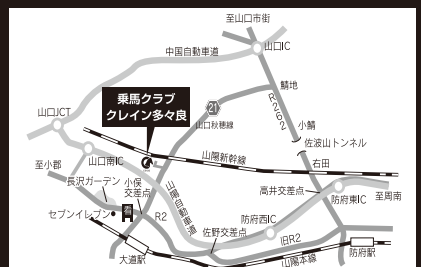 至山口市街
中国自動車道
山口IC
乗馬クラブ
クレイン多々良
鯖地
R262
21
山口JCT
山口秋穂線
小鯖
佐波山トンネル
山陽新幹線
右田
至小郡
山口南IC
長沢ガーデン
小俣
交差点
山陽自動車道
高井交差点
防府東IC
至周南
セブンイレブン
R2
防府西IC
佐野交差点
旧R2
大道駅
山陽本線
防府駅